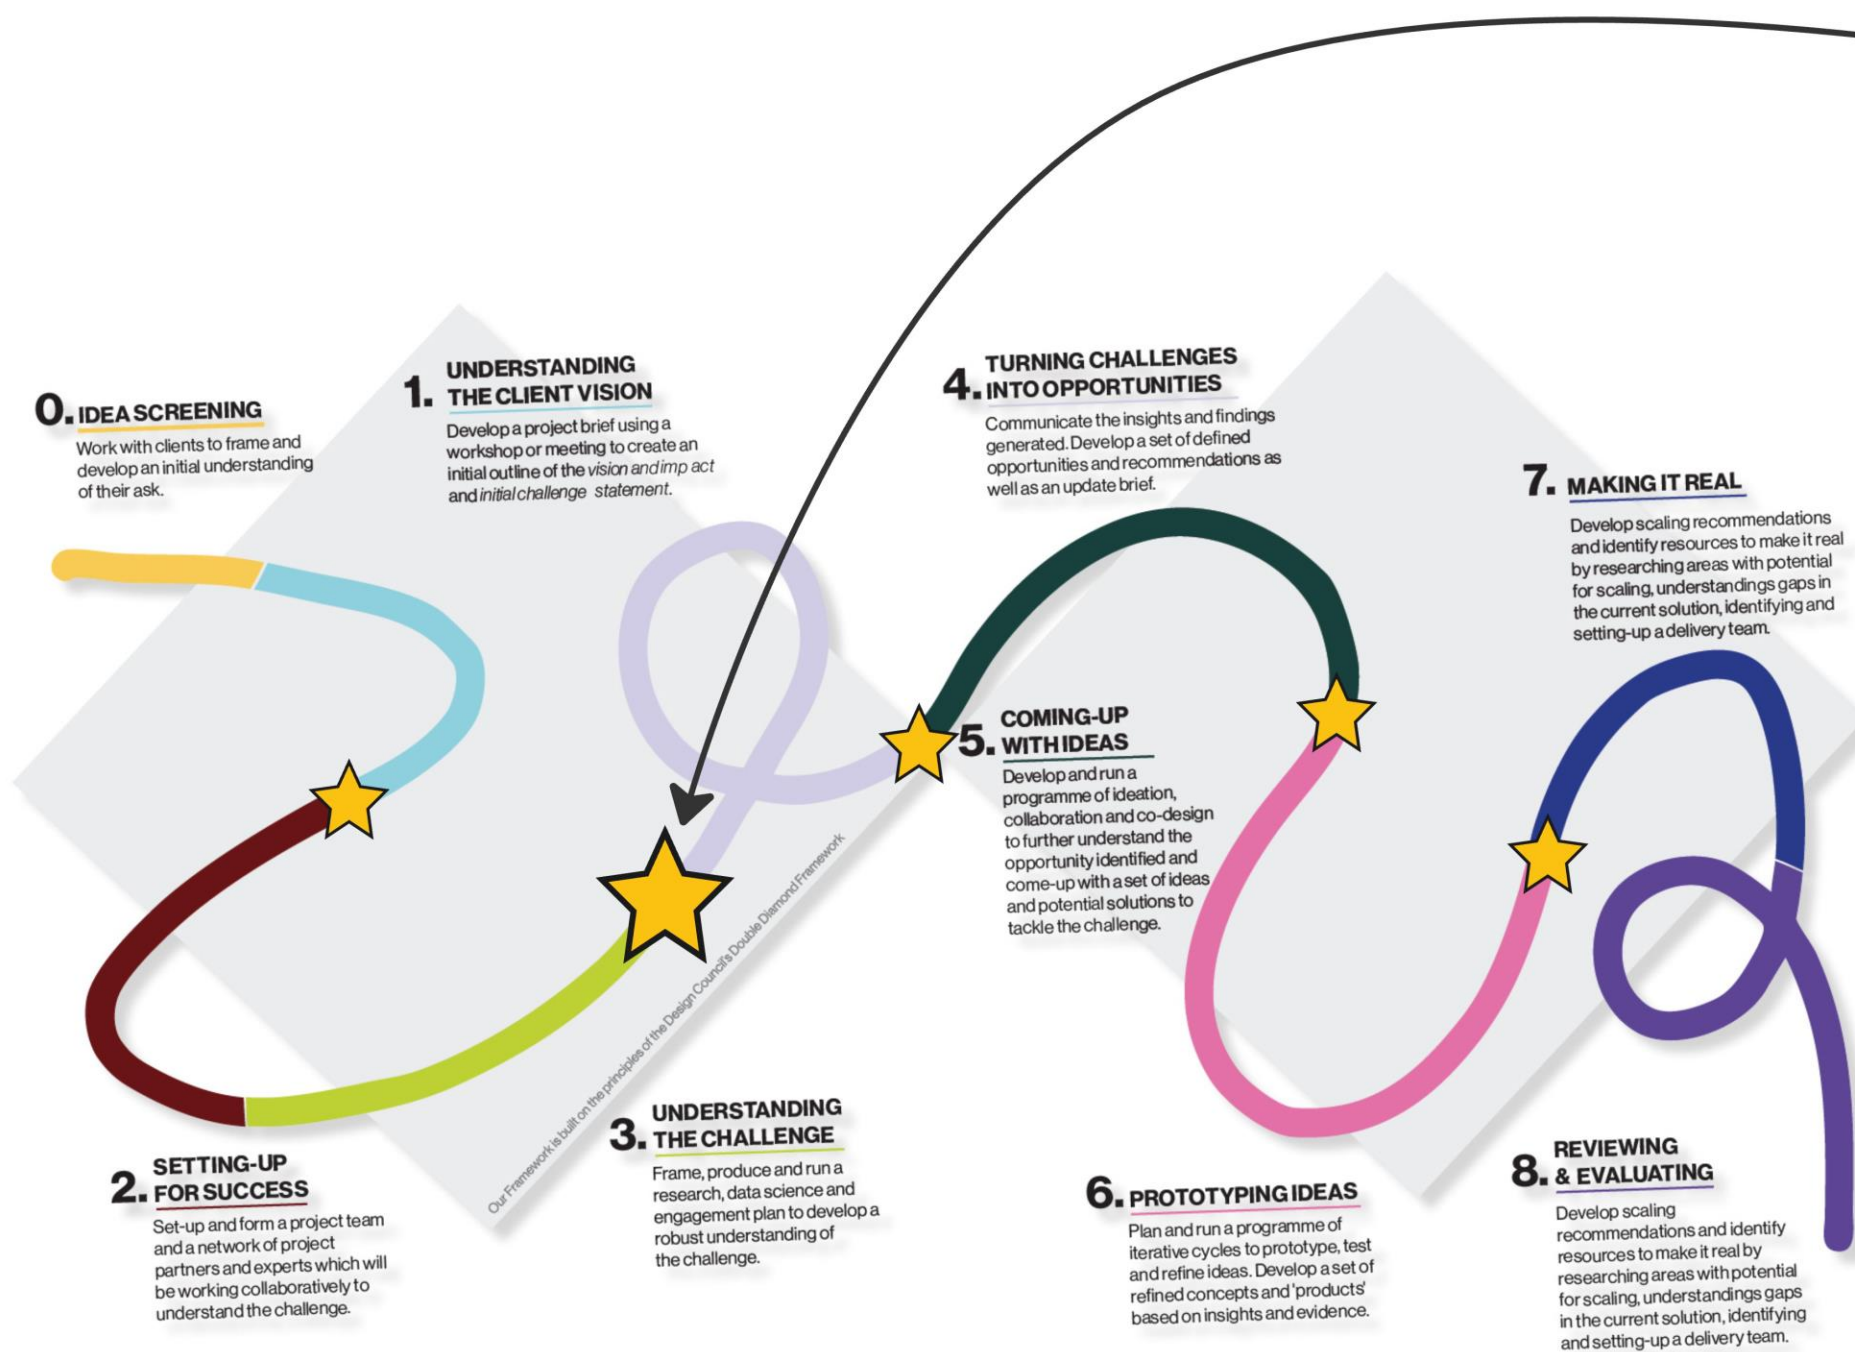 0. IDEA SCREENING
Work with clients to frame and
develop an initial understanding
of their ask.
1. UNDERSTANDING
THE CLIENT VISION
Develop a project brief using a
workshop or meeting to create an
initial outline of the vision and imp act
and initial challenge statement.
2. SETTING-UP
FOR SUCCESS
Set-up and form a project team
and a network of project
partners and experts which will
be working collaboratively to
understand the challenge.
3. UNDERSTANDING
THE CHALLENGE
Frame, produce and run a
research, data science and
engagement plan to develop a
robust understanding of
the challenge.
Our Framework is built on the principles of the Design Council's Double Diamond Framework
4. TURNING CHALLENGES
INTO OPPORTUNITIES
Communicate the insights and findings
generated. Develop a set of defined
opportunities and recommendations as
well as an update brief.
5. COMING-UP
WITH IDEAS
Develop and run a
programme of ideation,
collaboration and co-design
to further understand the
opportunity identified and
come-up with a set of ideas
and potential solutions to
tackle the challenge.
6. PROTOTYPING IDEAS
Plan and run a programme of
iterative cycles to prototype, test
and refine ideas. Develop a set of
refined concepts and 'products'
based on insights and evidence.
7. MAKING IT REAL
Develop scaling recommendations
and identify resources to make it real
by researching areas with potential
for scaling, understandings gaps in
the current solution, identifying and
setting-up a delivery team.
8. REVIEWING
& EVALUATING
Develop scaling
recommendations and identify
resources to make it real by
researching areas with potential
for scaling, understandings gaps
in the current solution, identifying
and setting-up a delivery team.